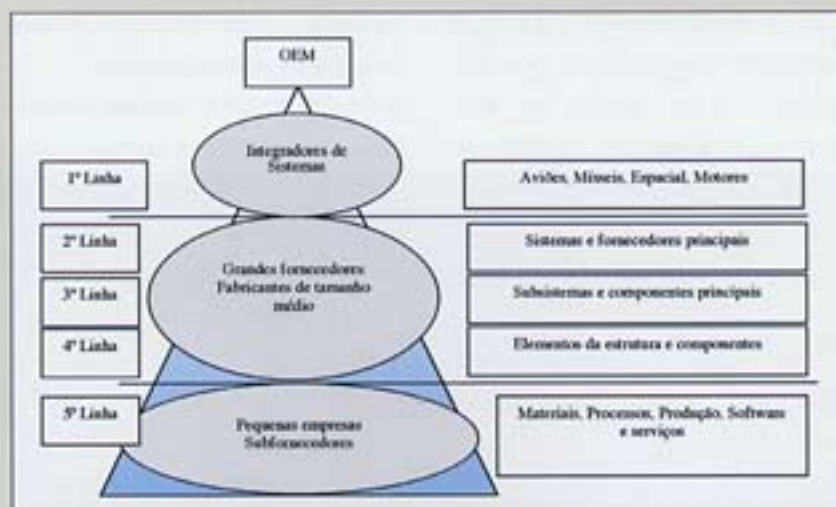 OEM
Integradores de
Sistemas
1ª Linha
Aviões, Mísseis, Espacial, Motores
2ª Linha
Sistemas e fornecedores principais
Grandes fornecedores
Fabricantes de tamanho
médio
3ª Linha
Subsistemas e componentes principais
4ª Linha
Elementos da estrutura e componentes
5ª Linha
Pequenas empresas
Subfornecedores
Materiais, Processos, Produção, Software
e serviços